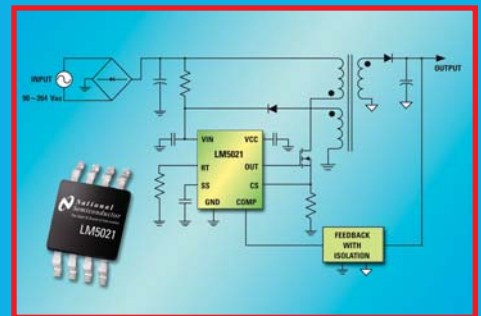 INPUT
90~264 Vac
OUTPUT
VIN
VCC
LM5021
RT
OUT
SS
CS
GND
COMP
National
Semiconductor
LM5021
FEEDBACK
WITH
ISOLATION